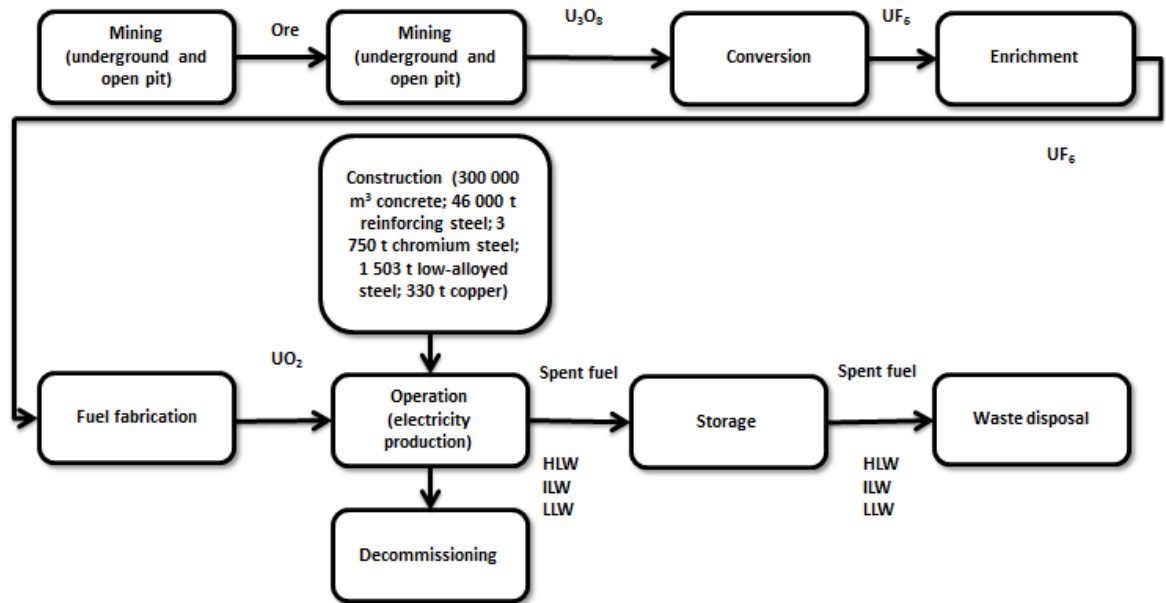 Mining
(underground and
open pit)
Ore
Mining
(underground and
open pit)
U₃O₈
Conversion
UF₆
Enrichment
UF₆
Construction (300 000
m³ concrete; 46 000 t
reinforcing steel; 3
750 t chromium steel;
1 503 t low-alloyed
steel; 330 t copper)
Fuel fabrication
UO₂
Operation
(electricity
production)
Spent fuel
HLW
ILW
LLW
Storage
Spent fuel
HLW
ILW
LLW
Waste disposal
Decommissioning